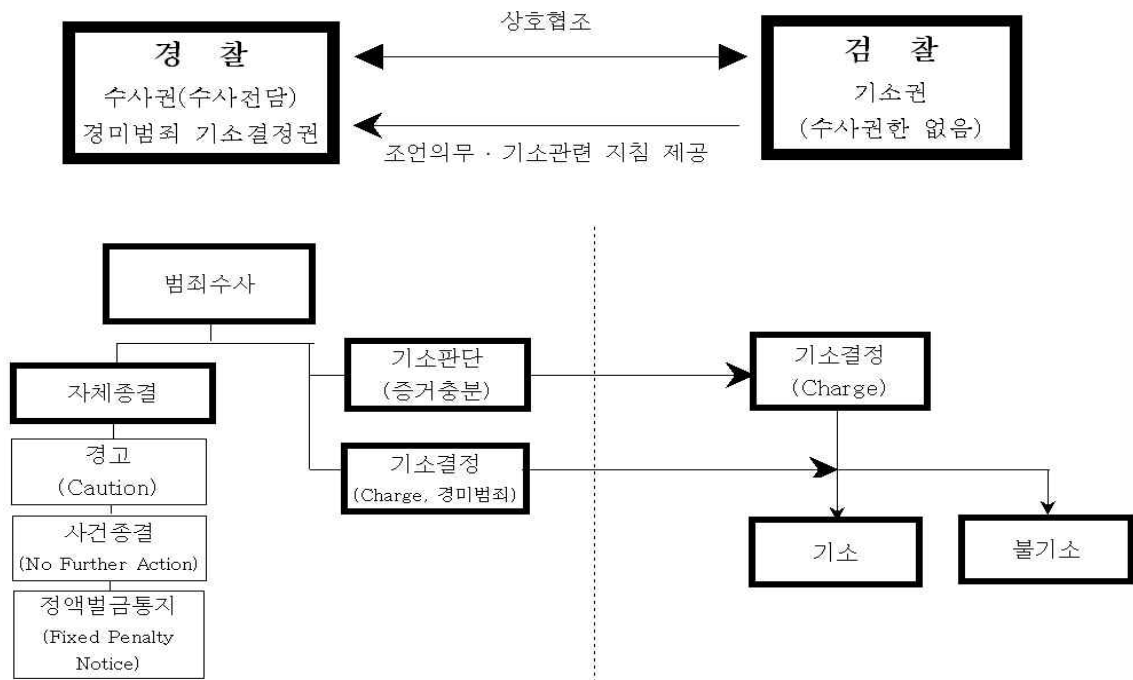 상호협조
경 찰
수사권(수사전담)
경미범죄 기소결정권
검 찰
기소권
(수사권한 없음)
조언의무 · 기소관련 지침 제공
범죄수사
자체종결
기소판단
(증거충분)
기소결정
(Charge)
경고
(Caution)
기소결정
(Charge, 경미범죄)
사건종결
(No Further Action)
기소
불기소
정액벌금통지
(Fixed Penalty
Notice)